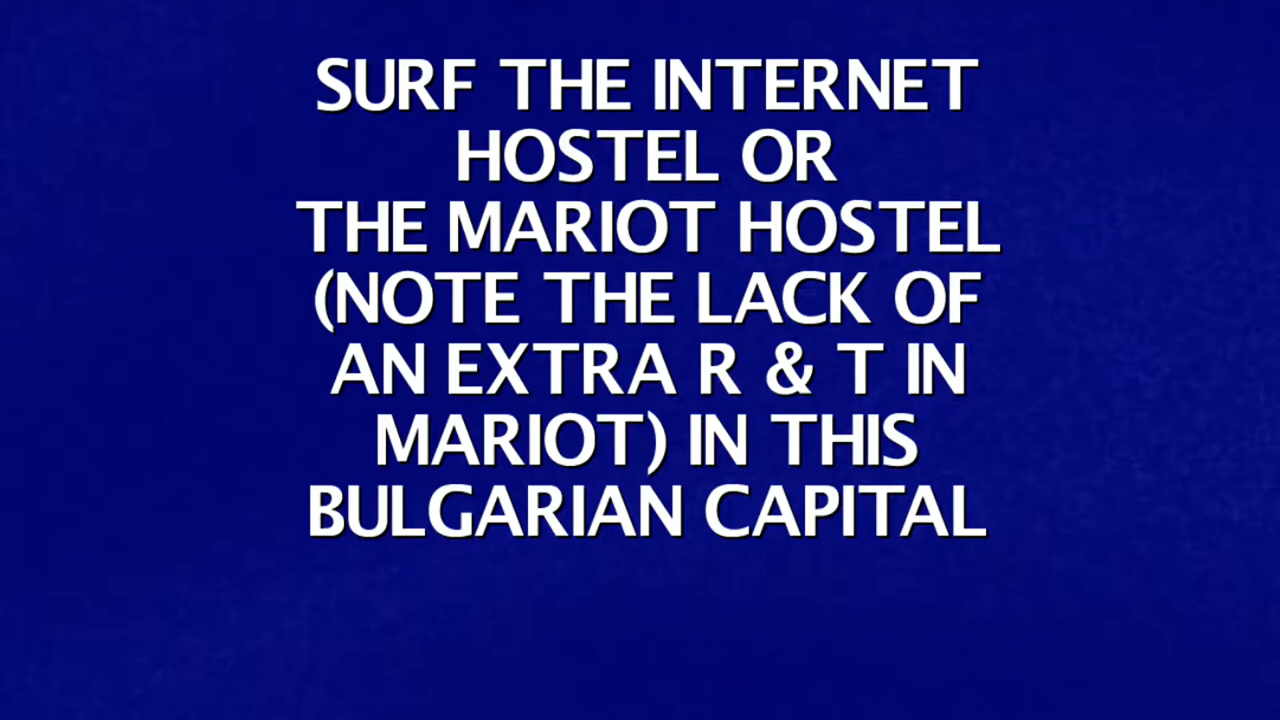 SURF THE INTERNET
HOSTEL OR
THE MARIOT HOSTEL
(NOTE THE LACK OF
AN EXTRA R & T IN
MARIOT) IN THIS
BULGARIAN CAPITAL